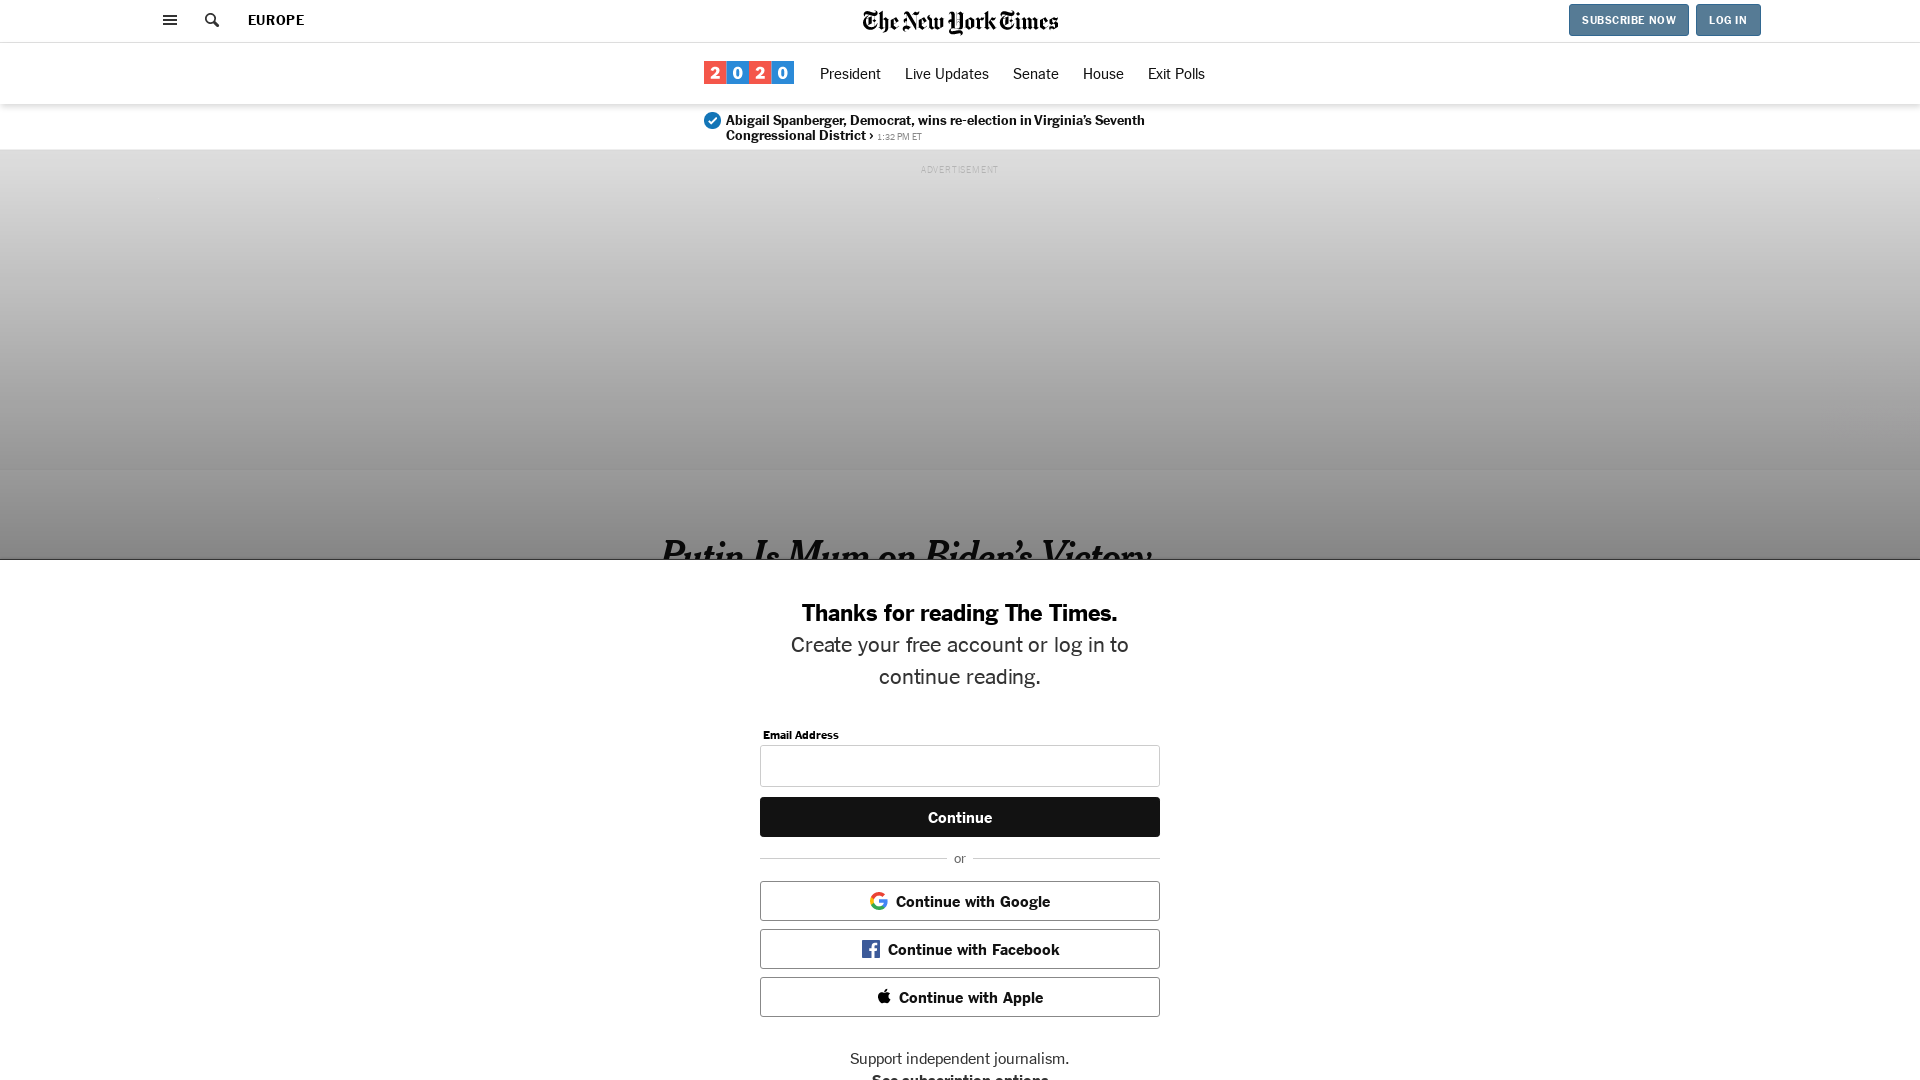 EUROPE
The New York Times
SUBSCRIBE NOW
LOG IN
2020
President
Live Updates
Senate
House
Exit Polls
Abigail Spanberger, Democrat, wins re-election in Virginia’s Seventh
Congressional District › 1:32 PM ET
ADVERTISEMENT
Putin Is Mum on Biden’s Victory
Thanks for reading The Times.
Create your free account or log in to
continue reading.
Email Address
Continue
or
Continue with Google
Continue with Facebook
Continue with Apple
Support independent journalism.
See subscription options